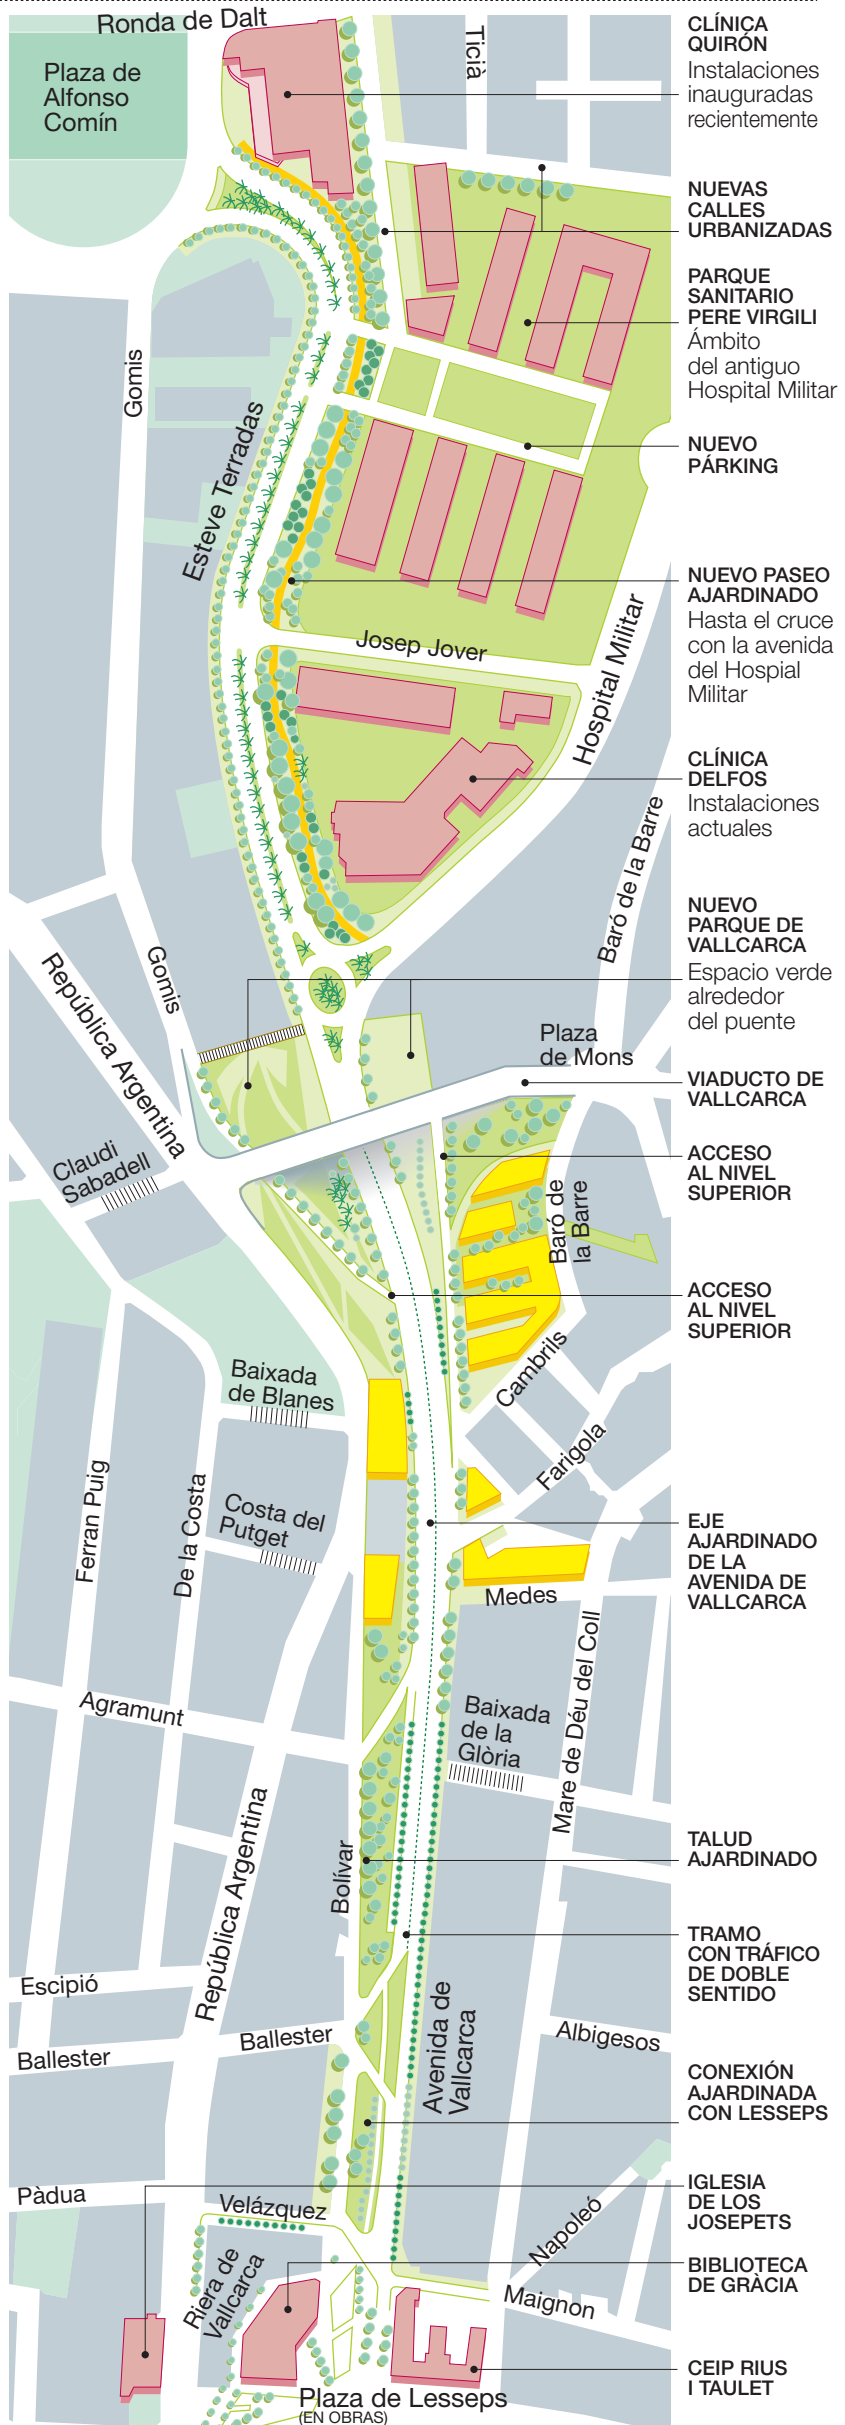 Ronda de Dalt
Plaza de
Alfonso
Comín
Ticià
CLÍNICA
QUIRÓN
Instalaciones
inauguradas
recientemente
NUEVAS
CALLES
URBANIZADAS
PARQUE
SANITARIO
PERE VIRGILI
Ámbito
del antiguo
Hospital Militar
Gomis
Esteve Terradas
NUEVO
PÁRKING
NUEVO PASEO
AJARDINADO
Hasta el cruce
con la avenida
del Hospial
Militar
Josep Jover
Hospital Militar
CLÍNICA
DELFOS
Instalaciones
actuales
Baró de la Barre
NUEVO
PARQUE DE
VALLCARCA
Espacio verde
alrededor
del puente
Gomis
República Argentina
Plaza
de Mons
VIADUCTO DE
VALLCARCA
Claudi
Sabadell
ACCESO
AL NIVEL
SUPERIOR
Baró de
la Barre
ACCESO
AL NIVEL
SUPERIOR
Cambrils
Baixada
de Blanes
Farigola
Ferran Puig
De la Costa
Costa del
Putget
EJE
AJARDINADO
DE LA
AVENIDA DE
VALLCARCA
Medes
Mare de Déu del Coll
Agramunt
Baixada
de la
Glòria
República Argentina
Bolívar
TALUD
AJARDINADO
TRAMO
CON TRÁFICO
DE DOBLE
SENTIDO
Escipió
Avenida de
Vallcarca
Ballester
Ballester
Albigesos
CONEXIÓN
AJARDINADA
CON LESSEPS
Pàdua
Velázquez
Napoleó
IGLESIA
DE LOS
JOSEPETS
Riera de
Vallcarca
BIBLIOTECA
DE GRÀCIA
Maignon
CEIP RIUS
I TAULET
Plaza de Lesseps
(EN OBRAS)